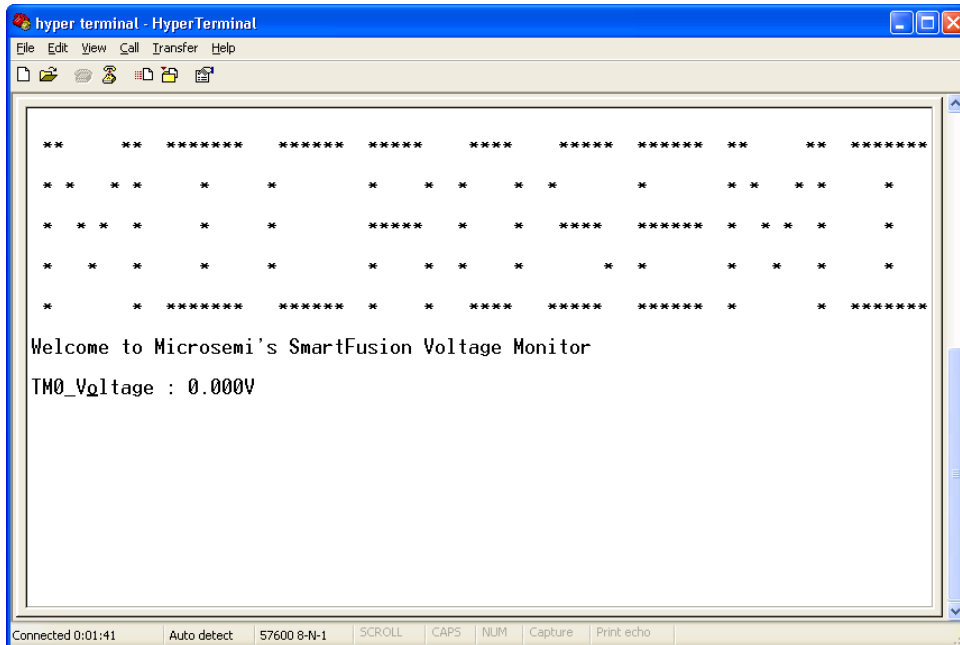 hyper terminal - HyperTerminal
File Edit View Call Transfer Help
**      **  *******   ******  *****    ****    *****  ******  **      **  *******
* *    * *     *     *        *    *  *    *  *       *       * *    * *     *
*  * *  *     *     *        *****   *    *   ****   ******  *  * *  *     *
*   *   *     *     *        *    *  *    *       *  *       *   *   *     *
*       *  *******   ******  *    *   ****   *****   ******  *       *  *******
Welcome to Microsemi's SmartFusion Voltage Monitor
TM0_Voltage : 0.000V
Connected 0:01:41 Auto detect 57600 8-N-1 SCROLL CAPS NUM Capture Print echo